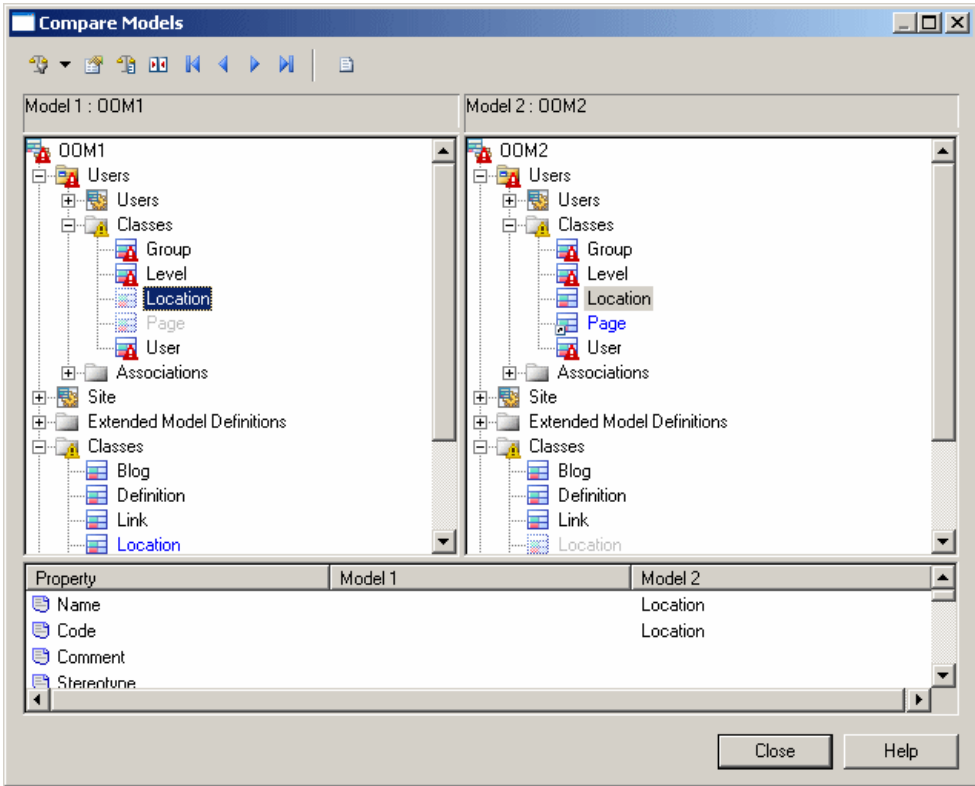 Compare Models
Model 1 : OOM1
Model 2 : OOM2
OOM1
Users
Users
Classes
Group
Level
Location
Page
User
Associations
Site
Extended Model Definitions
Classes
Blog
Definition
Link
Location
OOM2
Users
Users
Classes
Group
Level
Location
Page
User
Associations
Site
Extended Model Definitions
Classes
Blog
Definition
Link
Location
Property Model 1 Model 2
Name Location
Code Location
Comment
Stereotype
Close Help